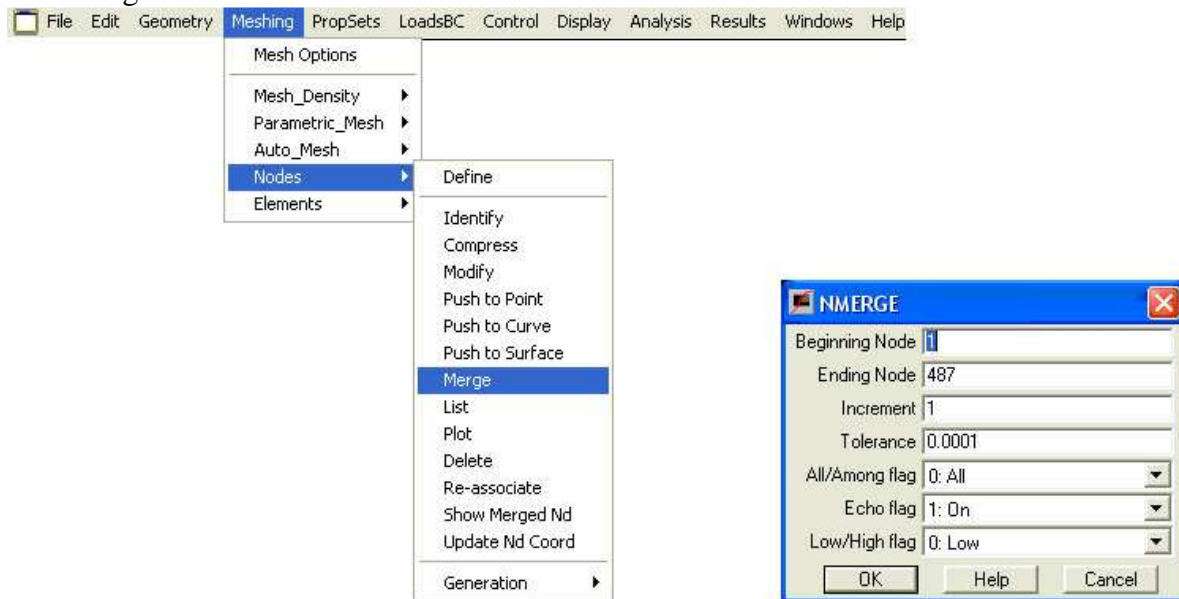 File Edit Geometry Meshing PropSets LoadsBC Control Display Analysis Results Windows Help
Mesh Options
Mesh_Density
Parametric_Mesh
Auto_Mesh
Nodes
Elements
Define
Identify
Compress
Modify
Push to Point
Push to Curve
Push to Surface
Merge
List
Plot
Delete
Re-associate
Show Merged Nd
Update Nd Coord
Generation
NMERGE
Beginning Node 1
Ending Node 487
Increment 1
Tolerance 0.0001
All/Among flag 0: All
Echo flag 1: On
Low/High flag 0: Low
OK Help Cancel